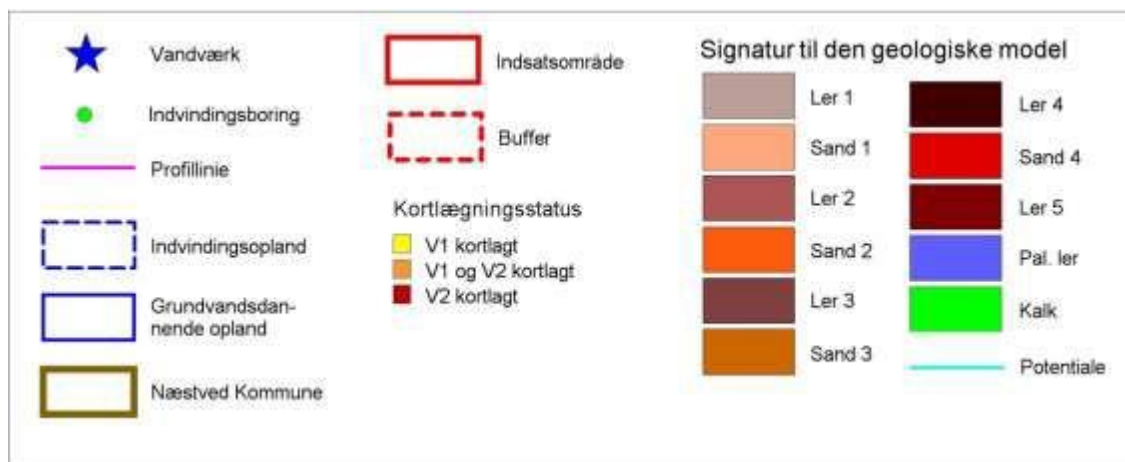 Vandværk
Indvindingsboring
Profillinie
Indvindingsopland
Grundvandsdan-
nende opland
Næstved Kommune
Indsatsområde
Buffer
Kortlægningsstatus
V1 kortlagt
V1 og V2 kortlagt
V2 kortlagt
Signatur til den geologiske model
Ler 1
Sand 1
Ler 2
Sand 2
Ler 3
Sand 3
Ler 4
Sand 4
Ler 5
Pal. ler
Kalk
Potentiale